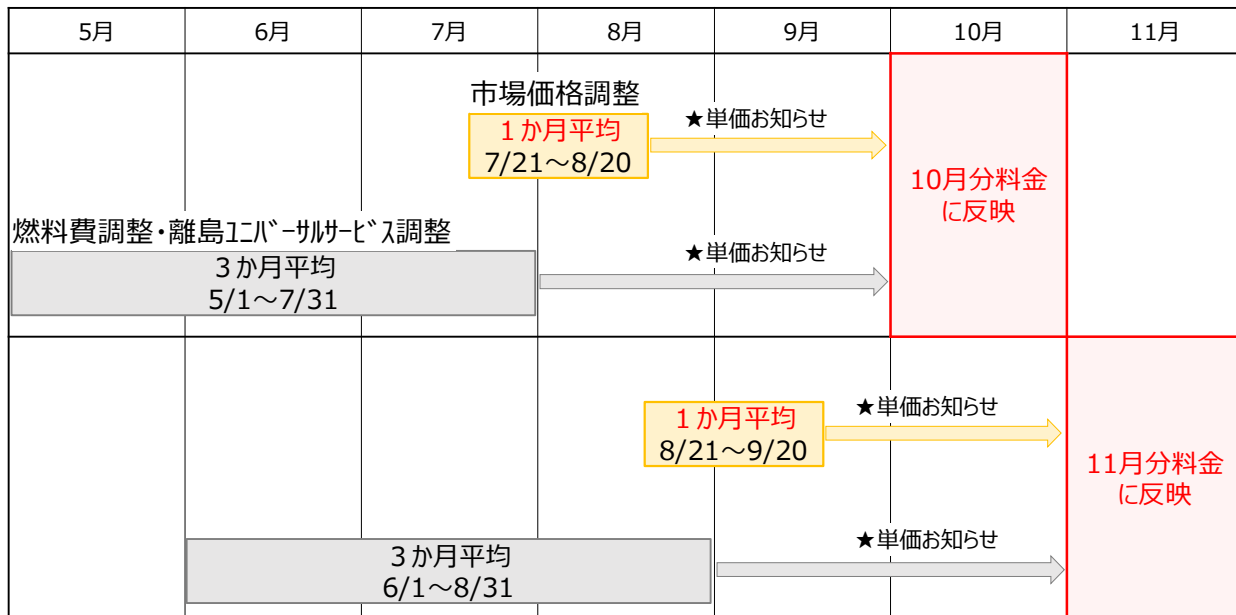 5月
6月
7月
8月
9月
10月
11月
市場価格調整
1か月平均
7/21～8/20
★単価お知らせ
10月分料金
に反映
燃料費調整・離島ﾕﾆﾊﾞｰｻﾙｻｰﾋﾞｽ調整
3か月平均
5/1～7/31
★単価お知らせ
1か月平均
8/21～9/20
★単価お知らせ
11月分料金
に反映
3か月平均
6/1～8/31
★単価お知らせ